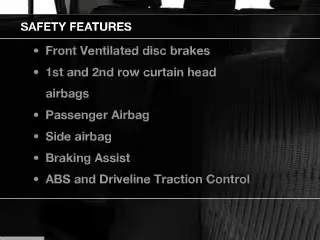 SAFETY FEATURES
• Front Ventilated disc brakes
• 1st and 2nd row curtain head
airbags
• Passenger Airbag
• Side airbag
• Braking Assist
• ABS and Driveline Traction Control